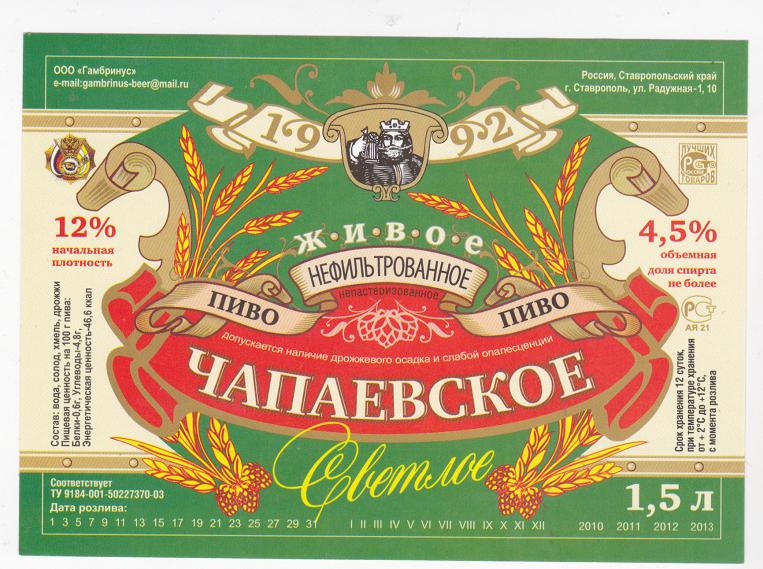 ООО «Гамбринус»
e-mail:gambrinus-beer@mail.ru
Россия, Ставропольский край
г. Ставрополь, ул. Радужная-1, 10
1992
ЛУЧШИХ
РОССИЙСКИХ
ТОВАРОВ
12%
начальная
плотность
4,5%
объемная
доля спирта
не более
Ж·И·В·О·Е
НЕФИЛЬТРОВАННОЕ
непастеризованное
ПИВО
ПИВО
РСТ
АЯ 21
допускается наличие дрожжевого осадка и слабой опалесценции
ЧАПАЕВСКОЕ
Светлое
Состав: вода, солод, хмель, дрожжи
Пищевая ценность на 100 г пива:
Белки-0,6г, Углеводы-4,8г,
Энергетическая ценность-46,6 ккал
Срок хранения 12 суток,
при температуре хранения
от + 2°С до +12°С,
с момента розлива
Соответствует
ТУ 9184-001-50227370-03
Дата розлива:
1 3 5 7 9 11 13 15 17 19 21 23 25 27 29 31 I II III IV V VI VII VIII IX X XI XII 2010 2011 2012 2013
1,5 л